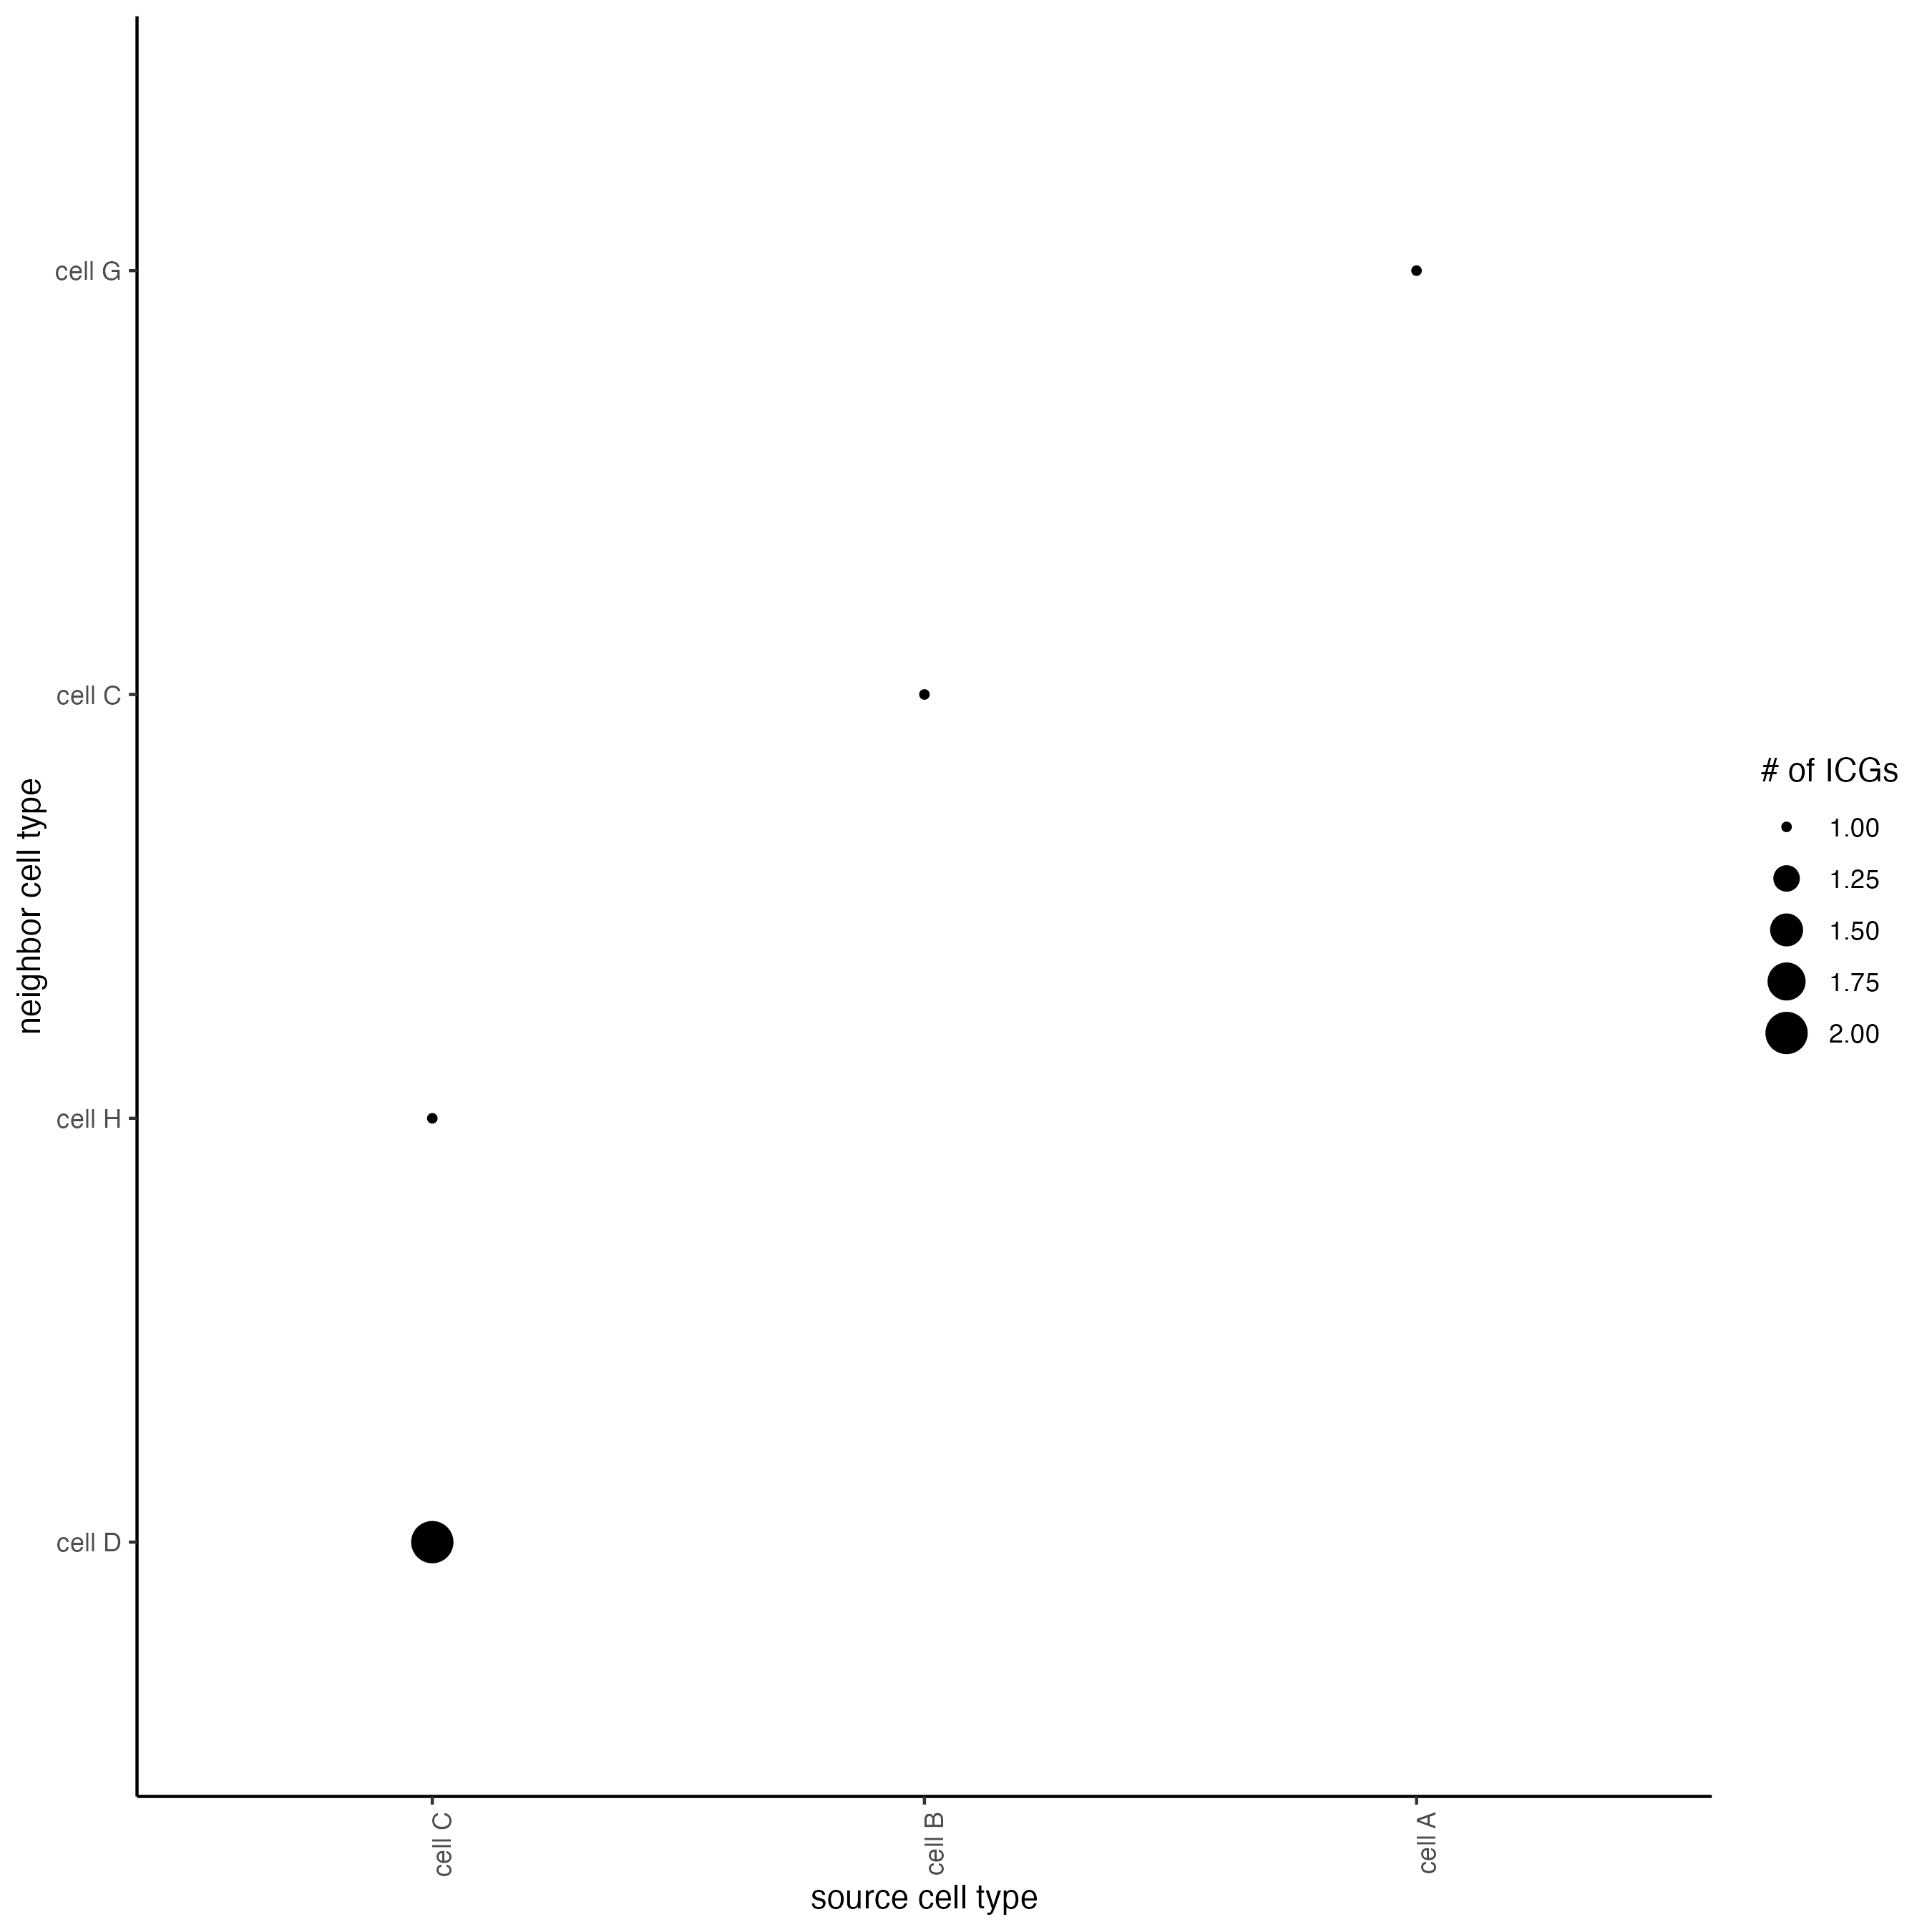 cell G
cell C
cell H
cell D
neighbor cell type
cell C
cell B
cell A
source cell type
# of ICGs
1.00
1.25
1.50
1.75
2.00